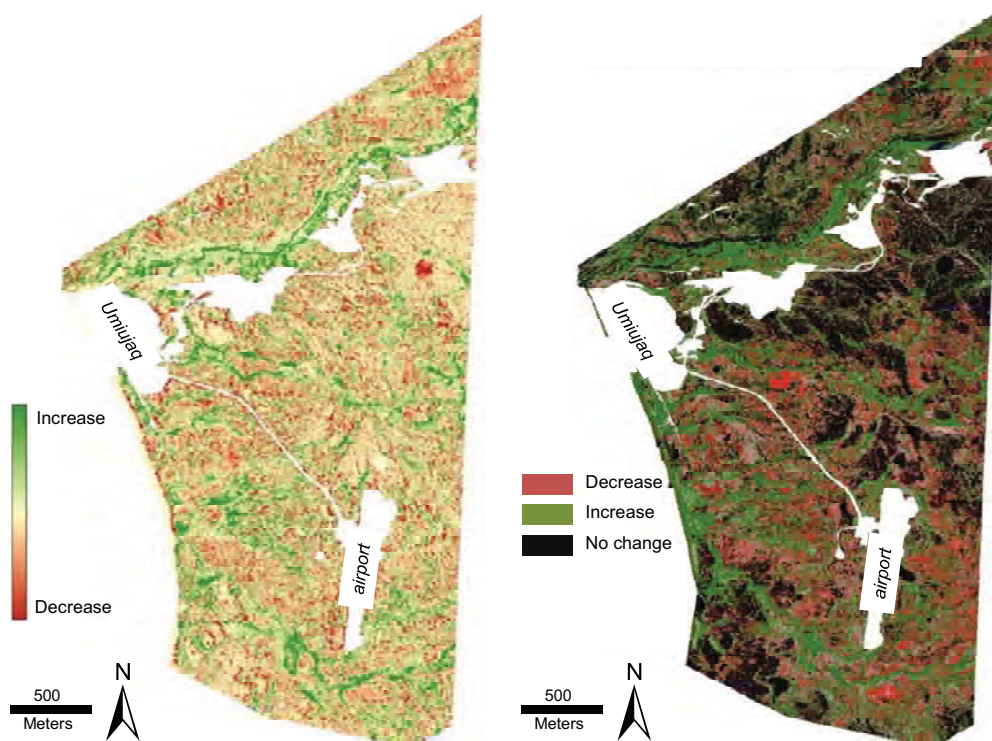 Umiujaq
Increase
Decrease
airport
N
500
Meters
Umiujaq
Decrease
Increase
No change
airport
N
500
Meters